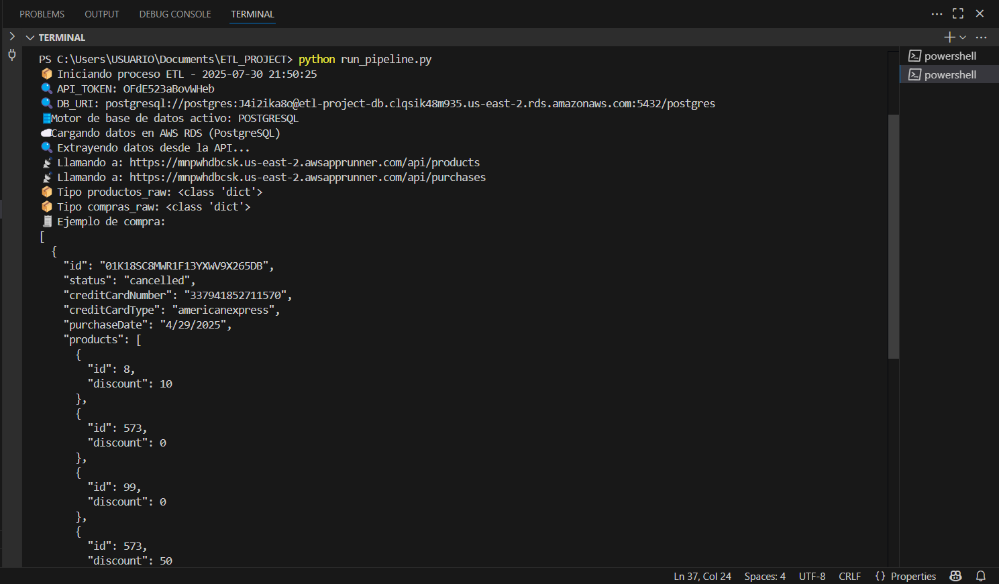 PROBLEMS OUTPUT DEBUG CONSOLE TERMINAL
TERMINAL
PS C:\Users\USUARIO\Documents\ETL_PROJECT> python run_pipeline.py
📦 Iniciando proceso ETL - 2025-07-30 21:50:25
🔍 API_TOKEN: OFdE523aBovWHeb
🔍 DB_URI: postgresql://postgres:J4i2ika8o@etl-project-db.clqsik48m935.us-east-2.rds.amazonaws.com:5432/postgres
Motor de base de datos activo: POSTGRESQL
Cargando datos en AWS RDS (PostgreSQL)
🔍 Extrayendo datos desde la API...
📡 Llamando a: https://mnpwhdbcsk.us-east-2.awsapprunner.com/api/products
📡 Llamando a: https://mnpwhdbcsk.us-east-2.awsapprunner.com/api/purchases
📦 Tipo productos_raw: <class 'dict'>
📦 Tipo compras_raw: <class 'dict'>
🧾 Ejemplo de compra:
[
  {
    "id": "01K18SC8MWR1F13YXWV9X265DB",
    "status": "cancelled",
    "creditCardNumber": "337941852711570",
    "creditCardType": "americanexpress",
    "purchaseDate": "4/29/2025",
    "products": [
      {
        "id": 8,
        "discount": 10
      },
      {
        "id": 573,
        "discount": 0
      },
      {
        "id": 99,
        "discount": 0
      },
      {
        "id": 573,
        "discount": 50
powershell
powershell
Ln 37, Col 24 Spaces: 4 UTF-8 CRLF {} Properties